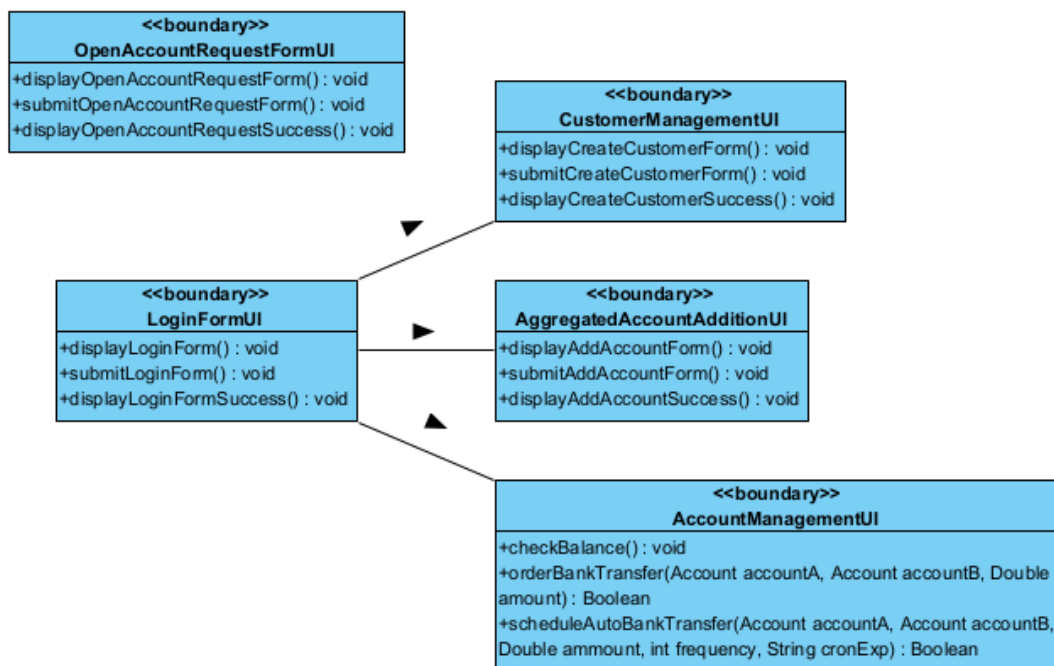 <<boundary>>
OpenAccountRequestFormUI
+displayOpenAccountRequestForm() : void
+submitOpenAccountRequestForm() : void
+displayOpenAccountRequestSuccess() : void
<<boundary>>
CustomerManagementUI
+displayCreateCustomerForm() : void
+submitCreateCustomerForm() : void
+displayCreateCustomerSuccess() : void
<<boundary>>
LoginFormUI
+displayLoginForm() : void
+submitLoginForm() : void
+displayLoginFormSuccess() : void
<<boundary>>
AggregatedAccountAdditionUI
+displayAddAccountForm() : void
+submitAddAccountForm() : void
+displayAddAccountSuccess() : void
<<boundary>>
AccountManagementUI
+checkBalance() : void
+orderBankTransfer(Account accountA, Account accountB, Double
amount) : Boolean
+scheduleAutoBankTransfer(Account accountA, Account accountB,
Double ammount, int frequency, String cronExp) : Boolean